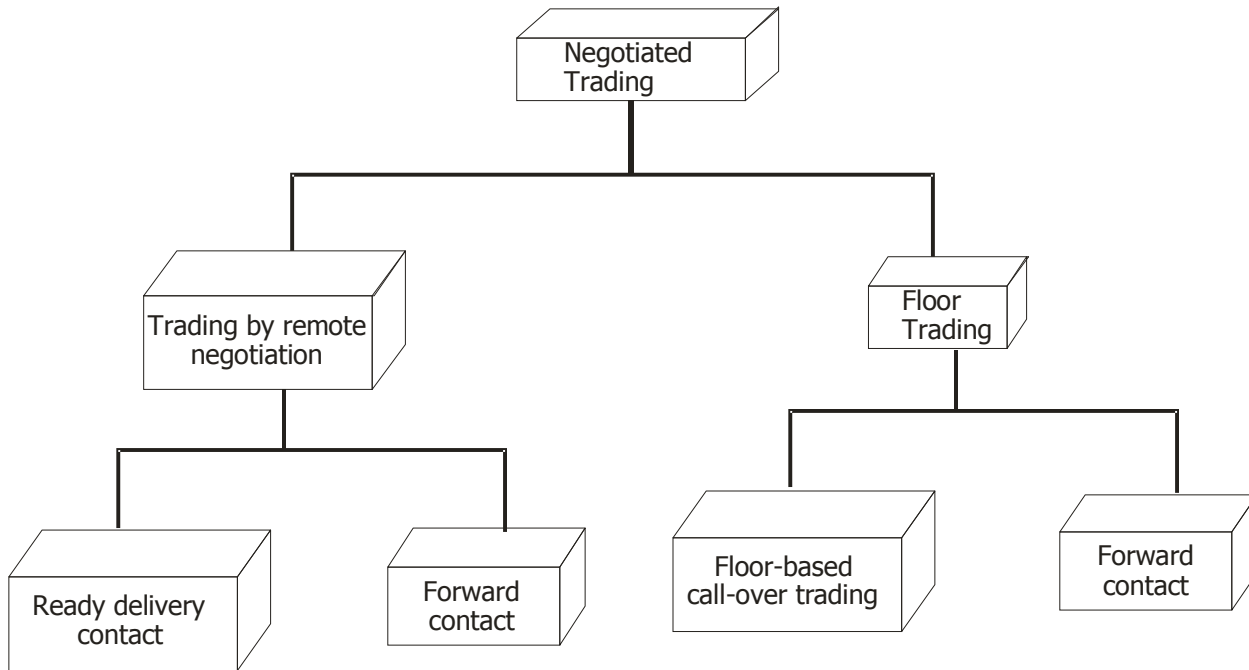 Negotiated
Trading
Trading by remote
negotiation
Floor
Trading
Ready delivery
contact
Forward
contact
Floor-based
call-over trading
Forward
contact